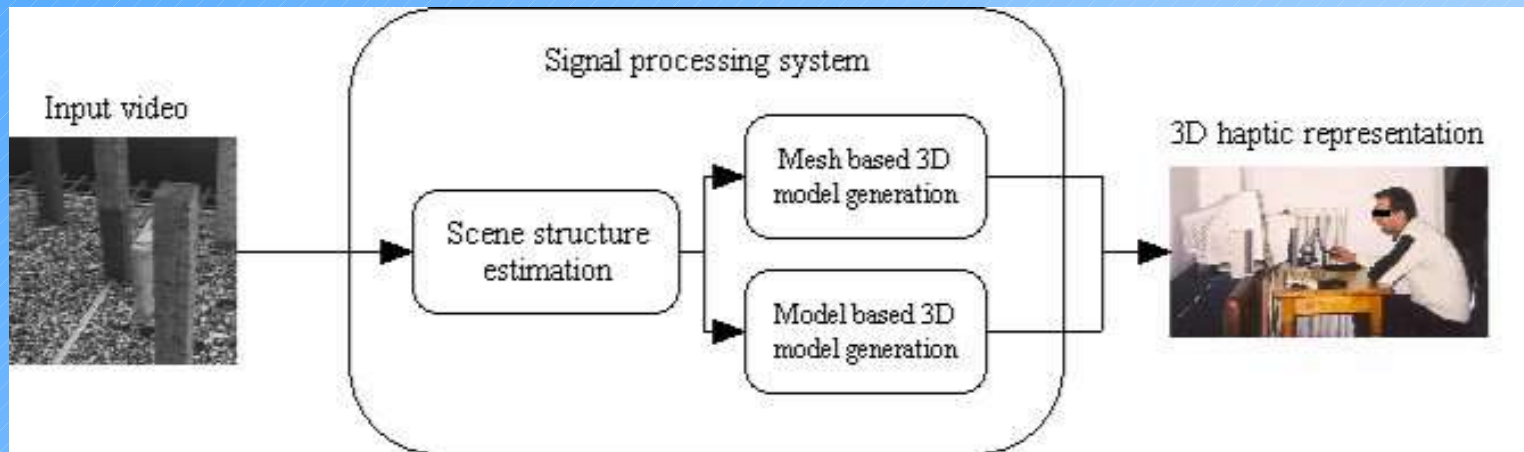 Signal processing system
Input video
Scene structure
estimation
Mesh based 3D
model generation
Model based 3D
model generation
3D haptic representation